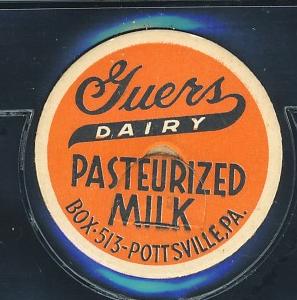 Guers
DAIRY
PASTEURIZED
MILK
BOX-513-POTTSVILLE, PA.